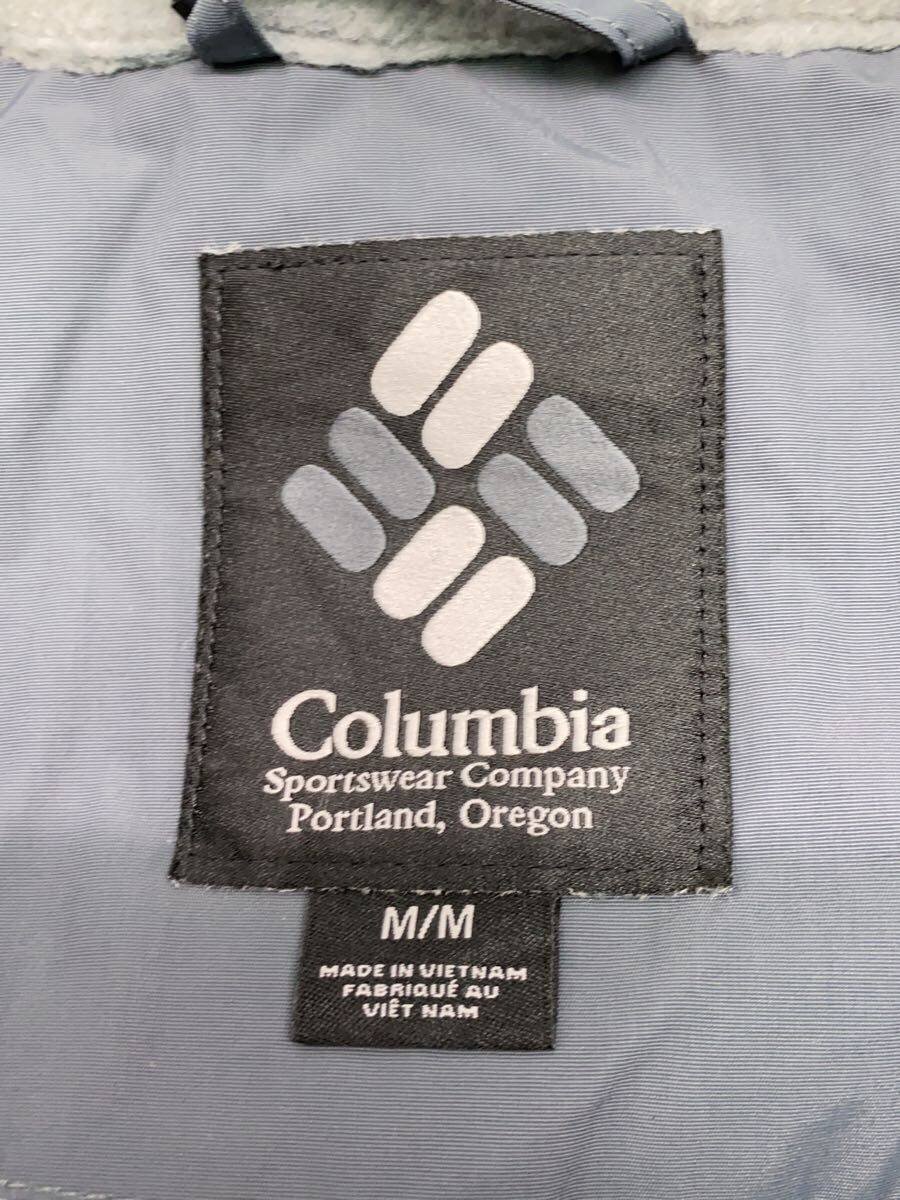 Columbia
Sportswear Company
Portland, Oregon
M/M
MADE IN VIETNAM
FABRIQUÉ AU
VIÊT NAM